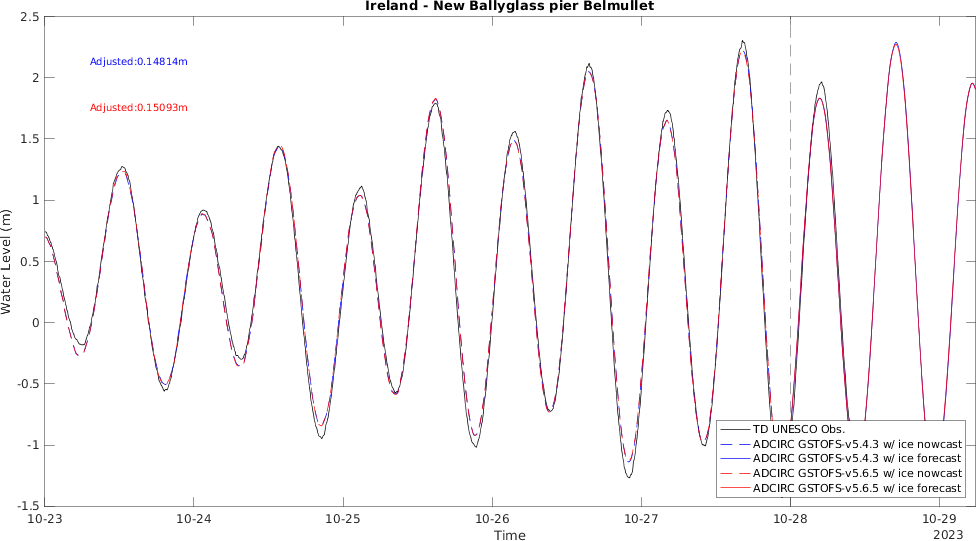 Ireland - New Ballyglass pier Belmullet
Adjusted:0.14814m
Adjusted:0.15093m
Water Level (m)
2.5
2
1.5
1
0.5
0
-0.5
-1
-1.5
TD UNESCO Obs.
ADCIRC GSTOFS-v5.4.3 w/ ice nowcast
ADCIRC GSTOFS-v5.4.3 w/ ice forecast
ADCIRC GSTOFS-v5.6.5 w/ ice nowcast
ADCIRC GSTOFS-v5.6.5 w/ ice forecast
10-23 10-24 10-25 10-26 10-27 10-28 10-29
Time
2023